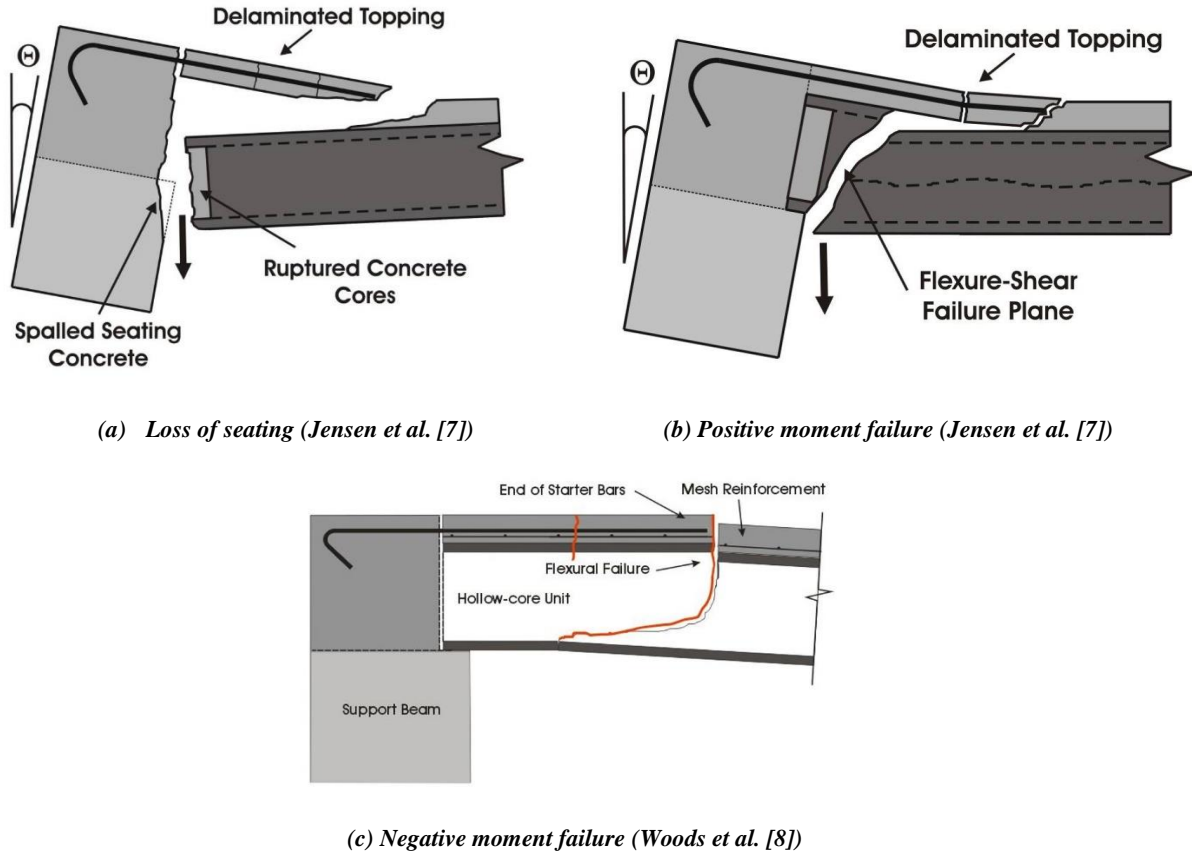 Delaminated Topping
Θ
Ruptured Concrete
Cores
Spalled Seating
Concrete
(a) Loss of seating (Jensen et al. [7])
Delaminated Topping
Θ
Flexure-Shear
Failure Plane
(b) Positive moment failure (Jensen et al. [7])
End of Starter Bars
Mesh Reinforcement
Flexural Failure
Hollow-core Unit
Support Beam
(c) Negative moment failure (Woods et al. [8])